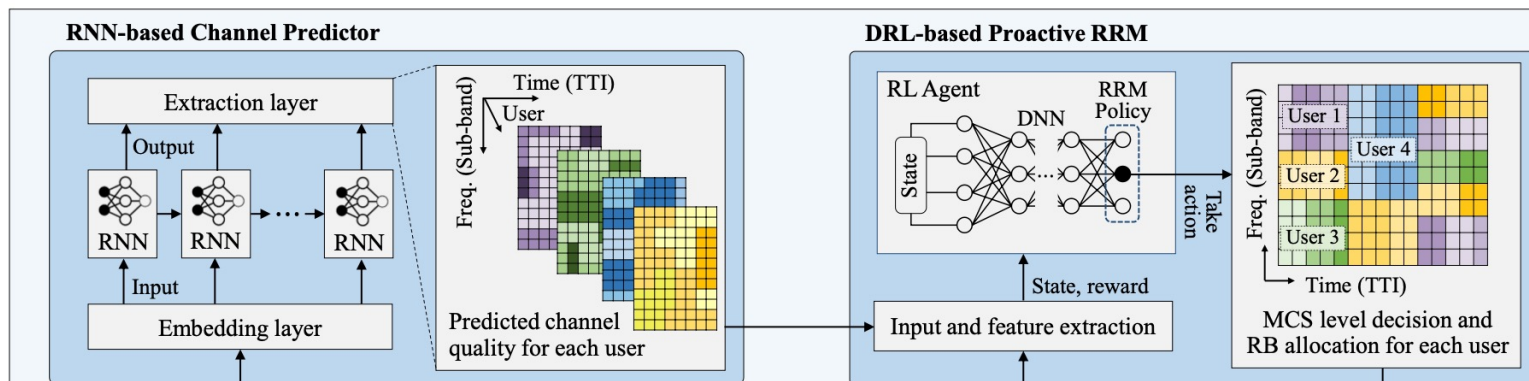 RNN-based Channel Predictor
Extraction layer
Output
RNN
RNN
RNN
Input
Embedding layer
Time (TTI)
User
Freq. (Sub-band)
Predicted channel
quality for each user
DRL-based Proactive RRM
RL Agent
RRM
Policy
DNN
State
Take
action
State, reward
Input and feature extraction
User 1
User 4
User 2
User 3
Freq. (Sub-band)
Time (TTI)
MCS level decision and
RB allocation for each user